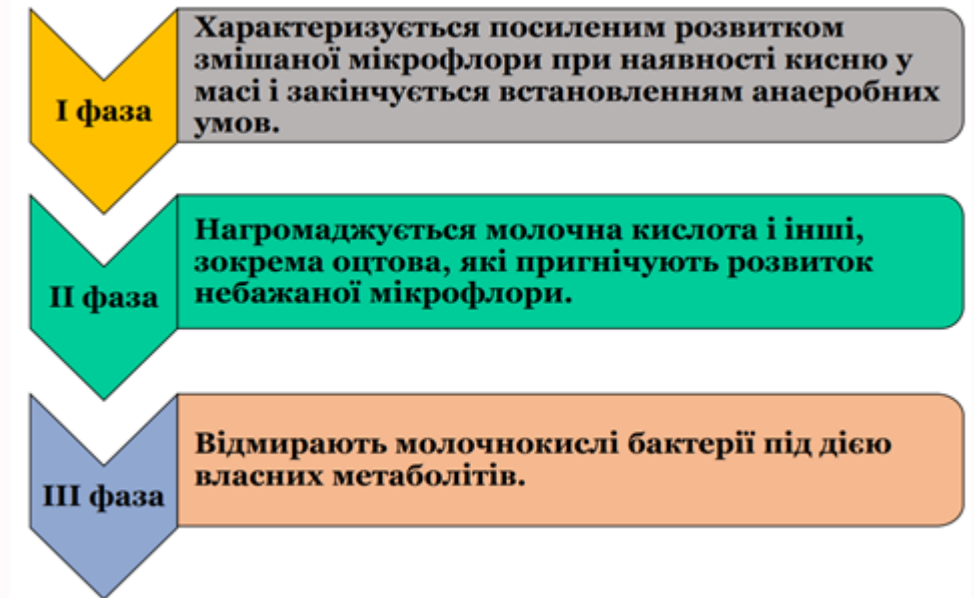 І фаза
Характеризується посиленим розвитком
змішаної мікрофлори при наявності кисню у
масі і закінчується встановленням анаеробних
умов.
ІІ фаза
Нагромаджується молочна кислота і інші,
зокрема оцтова, які пригнічують розвиток
небажаної мікрофлори.
ІІІ фаза
Відмирають молочнокислі бактерії під дією
власних метаболітів.